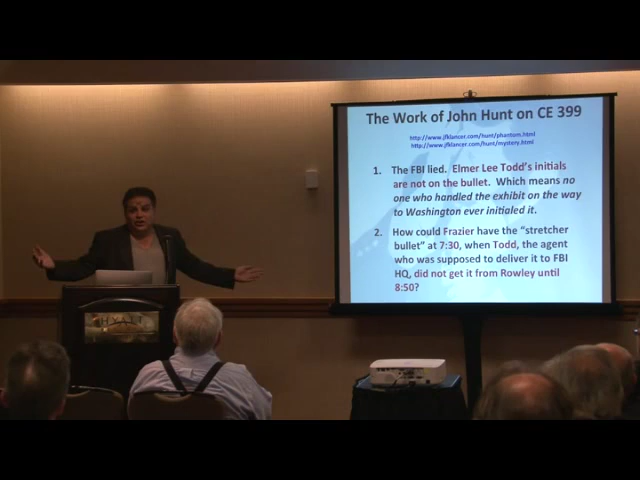 The Work of John Hunt on CE 399
http://www.jfklancer.com/hunt/phantom.html
http://www.jfklancer.com/hunt/mystery.html
1. The FBI lied. Elmer Lee Todd's initials
are not on the bullet. Which means no
one who handled the exhibit on the way
to Washington ever initialed it.
2. How could Frazier have the "stretcher
bullet" at 7:30, when Todd, the agent
who was supposed to deliver it to FBI
HQ, did not get it from Rowley until
8:50?
HYATT